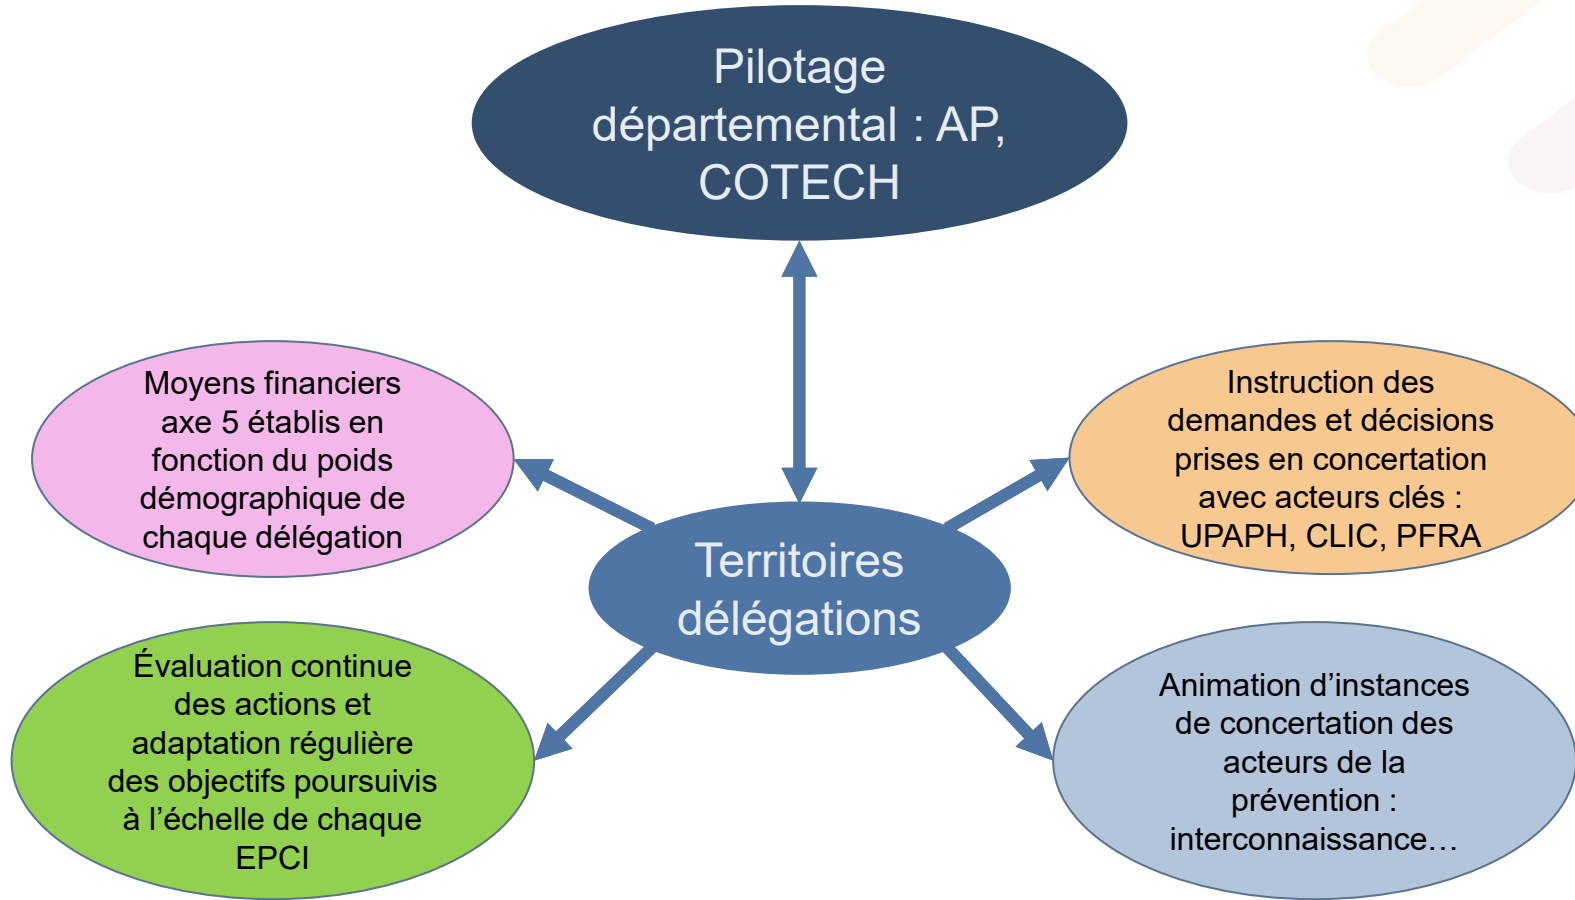 Pilotage
départemental : AP,
COTECH
Moyens financiers
axe 5 établis en
fonction du poids
démographique de
chaque délégation
Instruction des
demandes et décisions
prises en concertation
avec acteurs clés :
UPAPH, CLIC, PFRA
Territoires
délégations
Évaluation continue
des actions et
adaptation régulière
des objectifs poursuivis
à l’échelle de chaque
EPCI
Animation d’instances
de concertation des
acteurs de la
prévention :
interconnaissance…